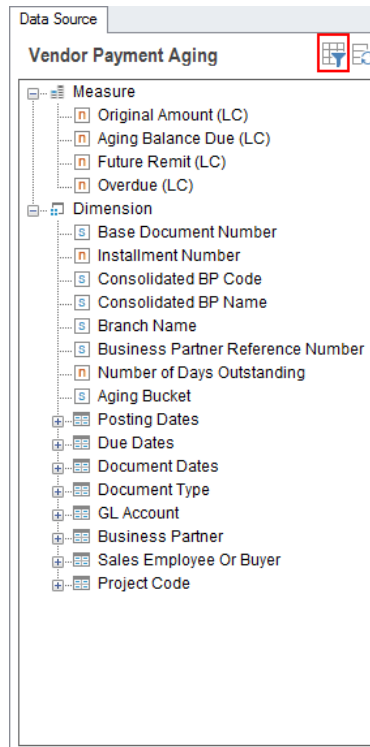 Data Source
Vendor Payment Aging
Measure
n Original Amount (LC)
n Aging Balance Due (LC)
n Future Remit (LC)
n Overdue (LC)
Dimension
s Base Document Number
n Installment Number
s Consolidated BP Code
s Consolidated BP Name
s Branch Name
s Business Partner Reference Number
n Number of Days Outstanding
s Aging Bucket
Posting Dates
Due Dates
Document Dates
Document Type
GL Account
Business Partner
Sales Employee Or Buyer
Project Code